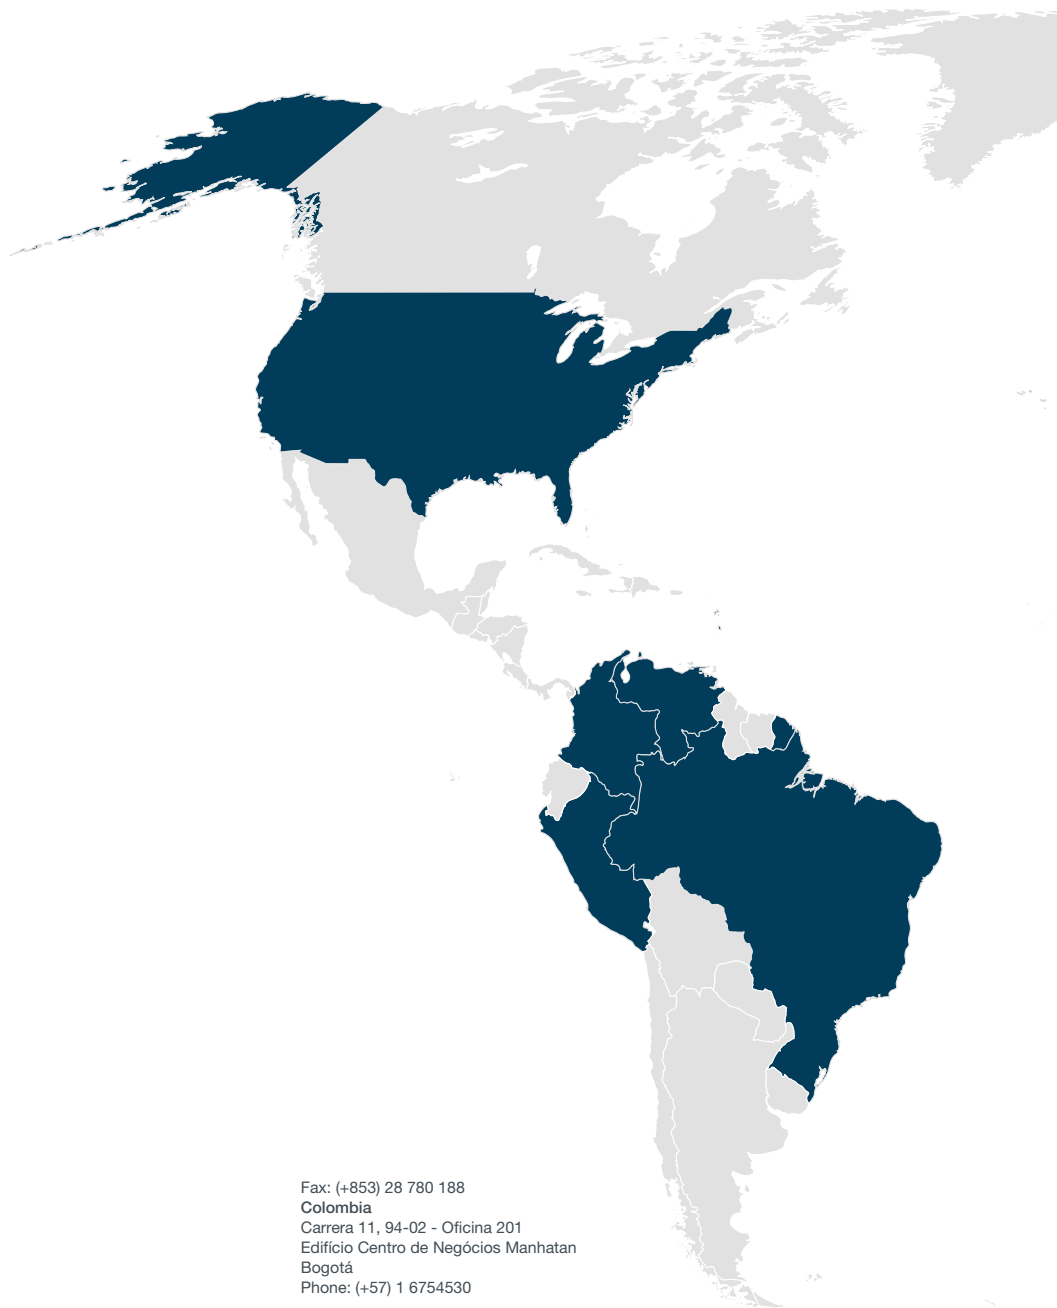 Fax: (+853) 28 780 188
Colombia
Carrera 11, 94-02 - Oficina 201
Edifício Centro de Negócios Manhatan
Bogotá
Phone: (+57) 1 6754530